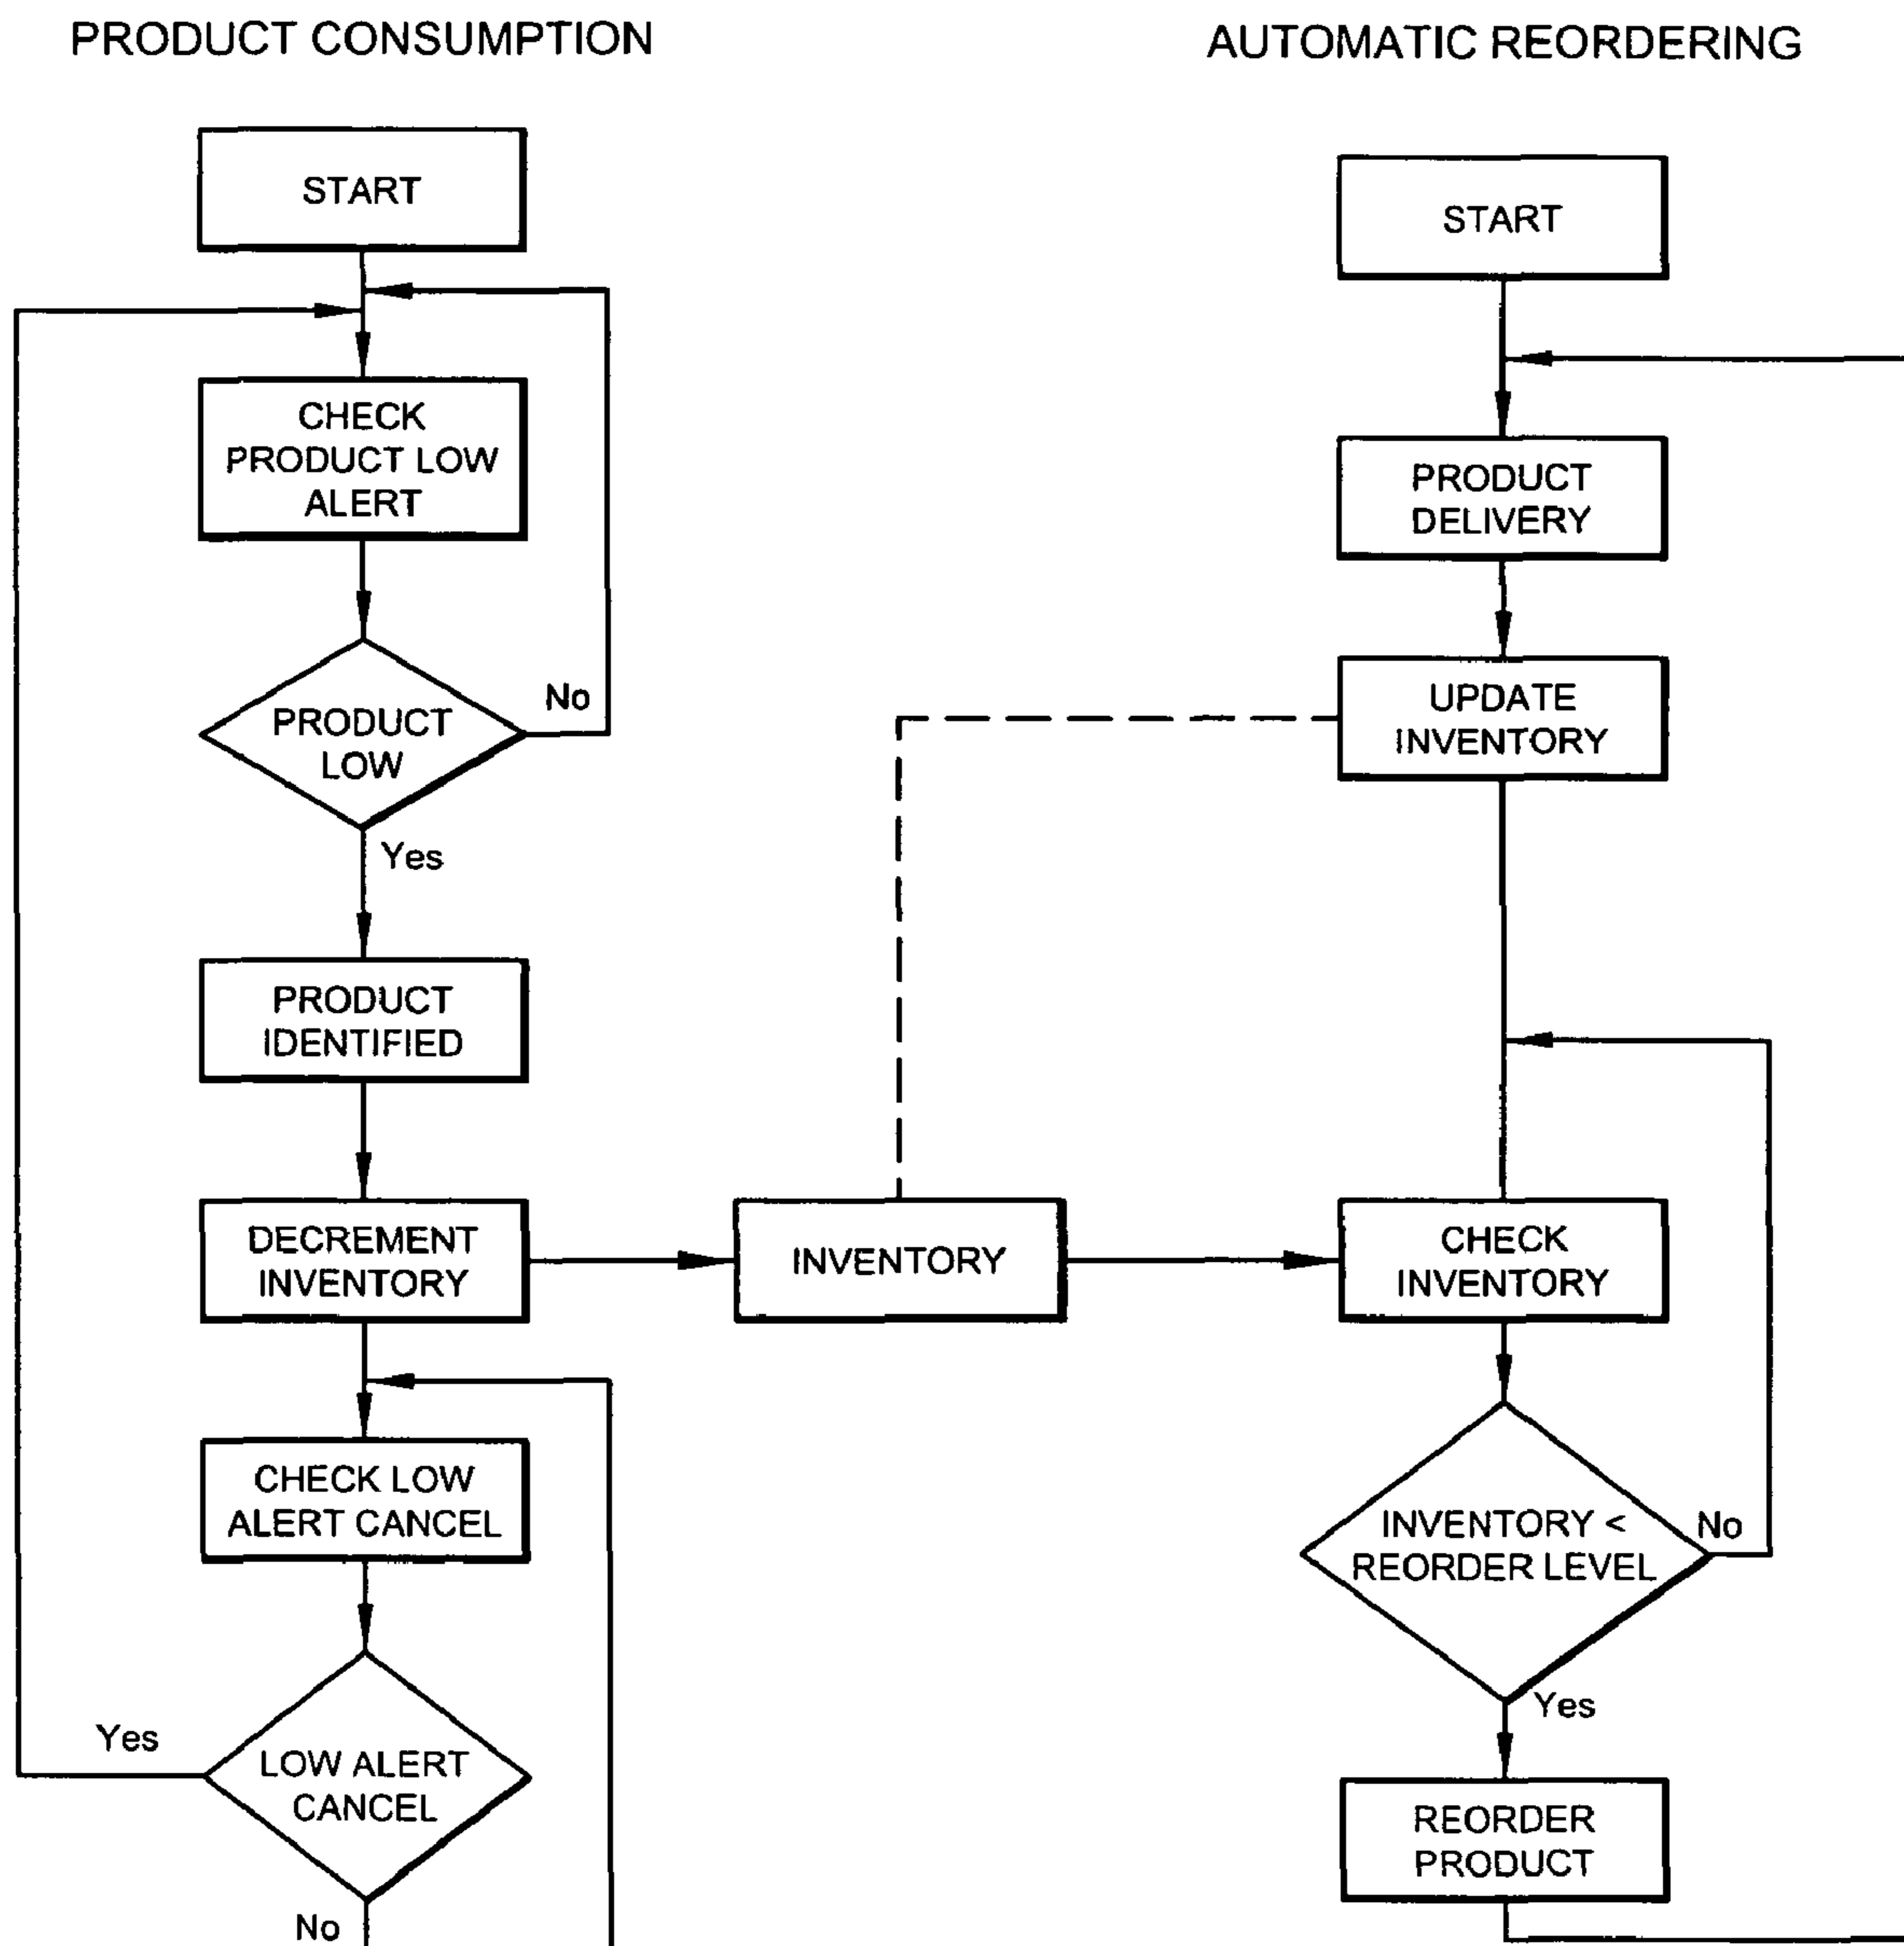 PRODUCT CONSUMPTION
START
CHECK
PRODUCT LOW
ALERT
PRODUCT
LOW
No
Yes
PRODUCT
IDENTIFIED
DECREMENT
INVENTORY
CHECK LOW
ALERT CANCEL
LOW ALERT
CANCEL
Yes
No
INVENTORY
AUTOMATIC REORDERING
START
PRODUCT
DELIVERY
UPDATE
INVENTORY
CHECK
INVENTORY
INVENTORY <
REORDER LEVEL
No
Yes
REORDER
PRODUCT